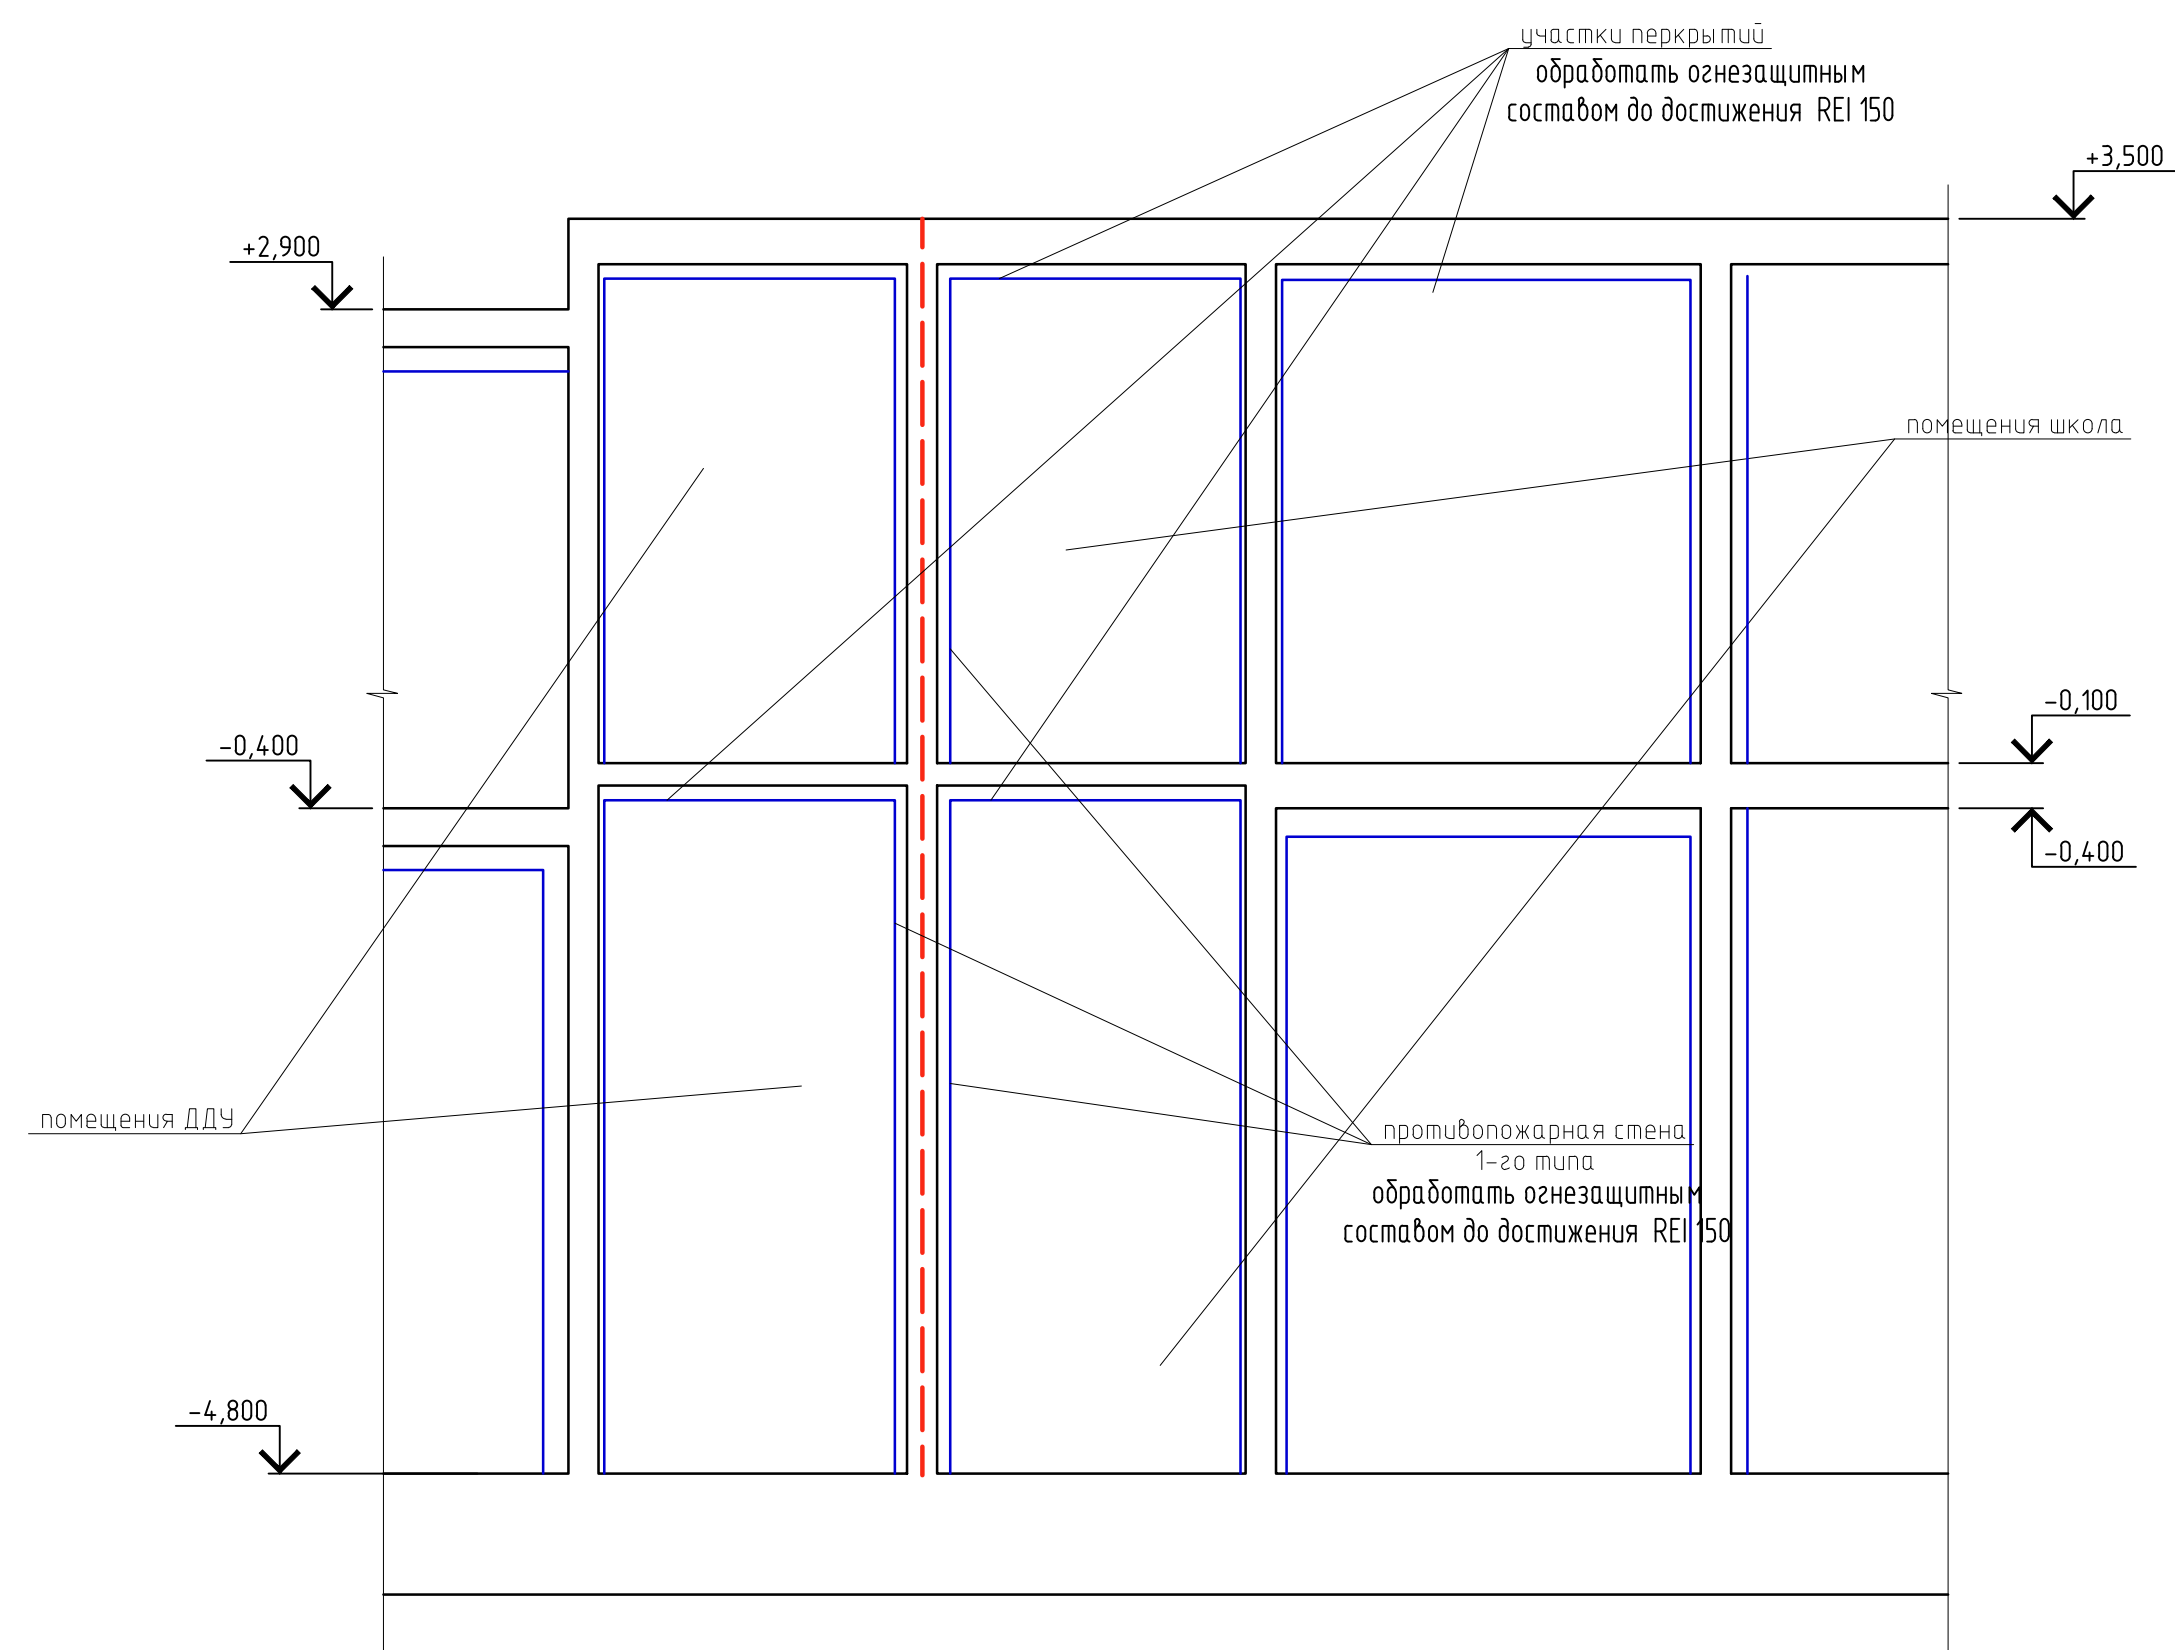 участки перкрытий
обработать огнезащитным
составом до достижения REI 150
+3,500
+2,900
помещения школа
-0,100
-0,400
-0,400
помещения ДДУ
противопожарная стена
1-го типа
обработать огнезащитным
составом до достижения REI 150
-4,800